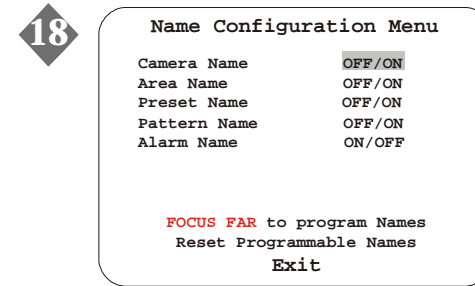 18
Name Configuration Menu
Camera Name OFF/ON
Area Name OFF/ON
Preset Name OFF/ON
Pattern Name OFF/ON
Alarm Name ON/OFF
FOCUS FAR to program Names
Reset Programmable Names
Exit